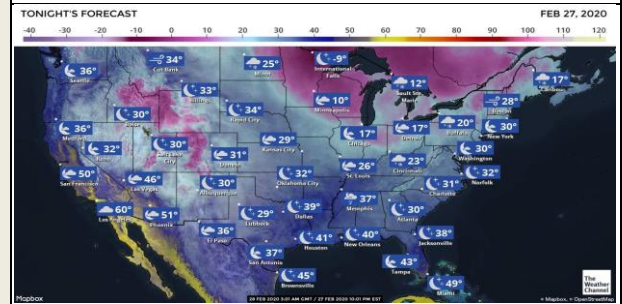 TONIGHT'S FORECAST
FEB 27, 2020
-40 -30 -20 -10 0 10 20 30 40 50 60 70 80 90 100 110 120
36°
Seattle
34°
Cut Bank
25°
Minot
-9°
International
Falls
12°
Sault Ste.
Marie
17°
Caribou
33°
Billings
34°
Rapid City
10°
Minneapolis
28°
Boston
30°
Boise
36°
Medford
32°
Reno
30°
Salt Lake
City
31°
Denver
29°
Kansas City
17°
Chicago
17°
Detroit
20°
Buffalo
30°
New York
30°
Washington
50°
San Francisco
46°
Las Vegas
30°
Albuquerque
32°
Oklahoma City
26°
St. Louis
23°
Cincinnati
32°
Norfolk
31°
Charlotte
60°
Los Angeles
51°
Phoenix
36°
El Paso
29°
Lubbock
39°
Dallas
37°
Memphis
30°
Atlanta
41°
Houston
40°
New Orleans
38°
Jacksonville
37°
San Antonio
45°
Brownsville
43°
Tampa
49°
Miami
The
Weather
Channel
Mapbox
28 FEB 2020 3:01 AM GMT / 27 FEB 2020 10:01 PM EST
© Mapbox, © OpenStreetMap